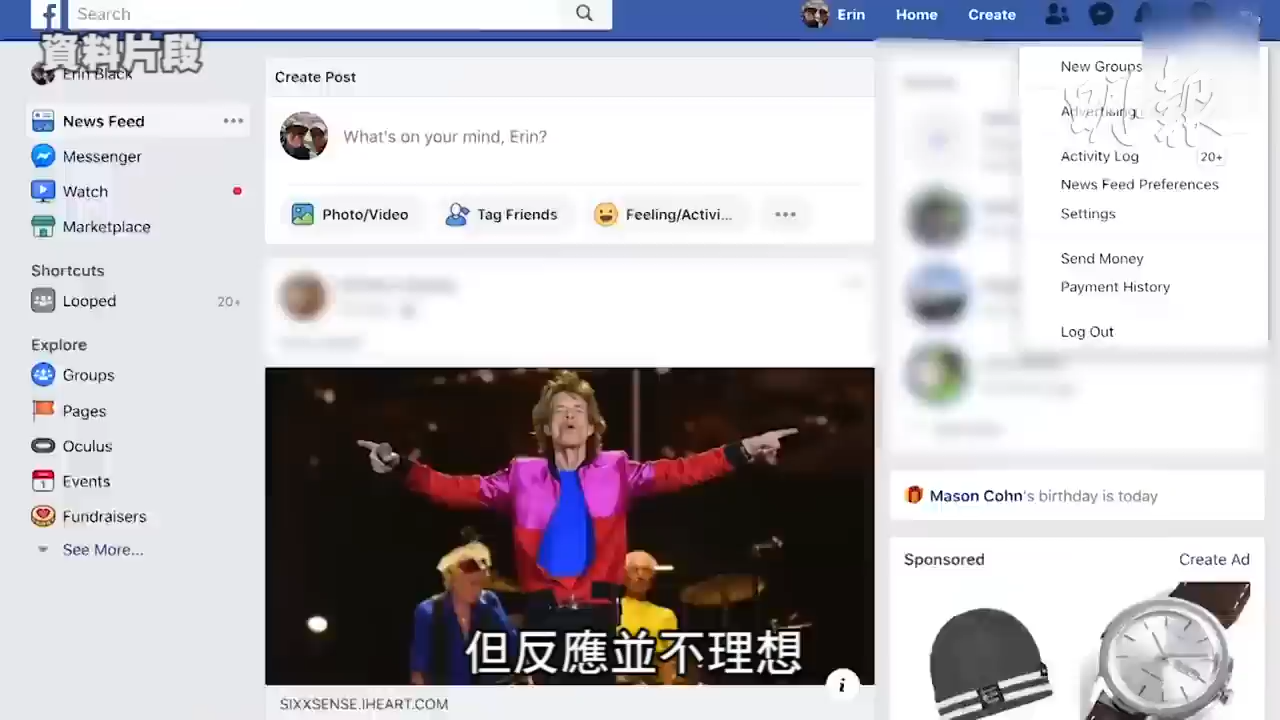 Search
Erin
Home
Create
資料片段
Erin Black
News Feed
Messenger
Watch
Marketplace
Shortcuts
Looped
20+
Explore
Groups
Pages
Oculus
Events
Fundraisers
See More...
Create Post
What's on your mind, Erin?
Photo/Video
Tag Friends
Feeling/Activi...
但反應並不理想
SIXXSENSE.IHEART.COM
New Groups
明報
Advertising
Activity Log
20+
News Feed Preferences
Settings
Send Money
Payment History
Log Out
Mason Cohn's birthday is today
Sponsored
Create Ad